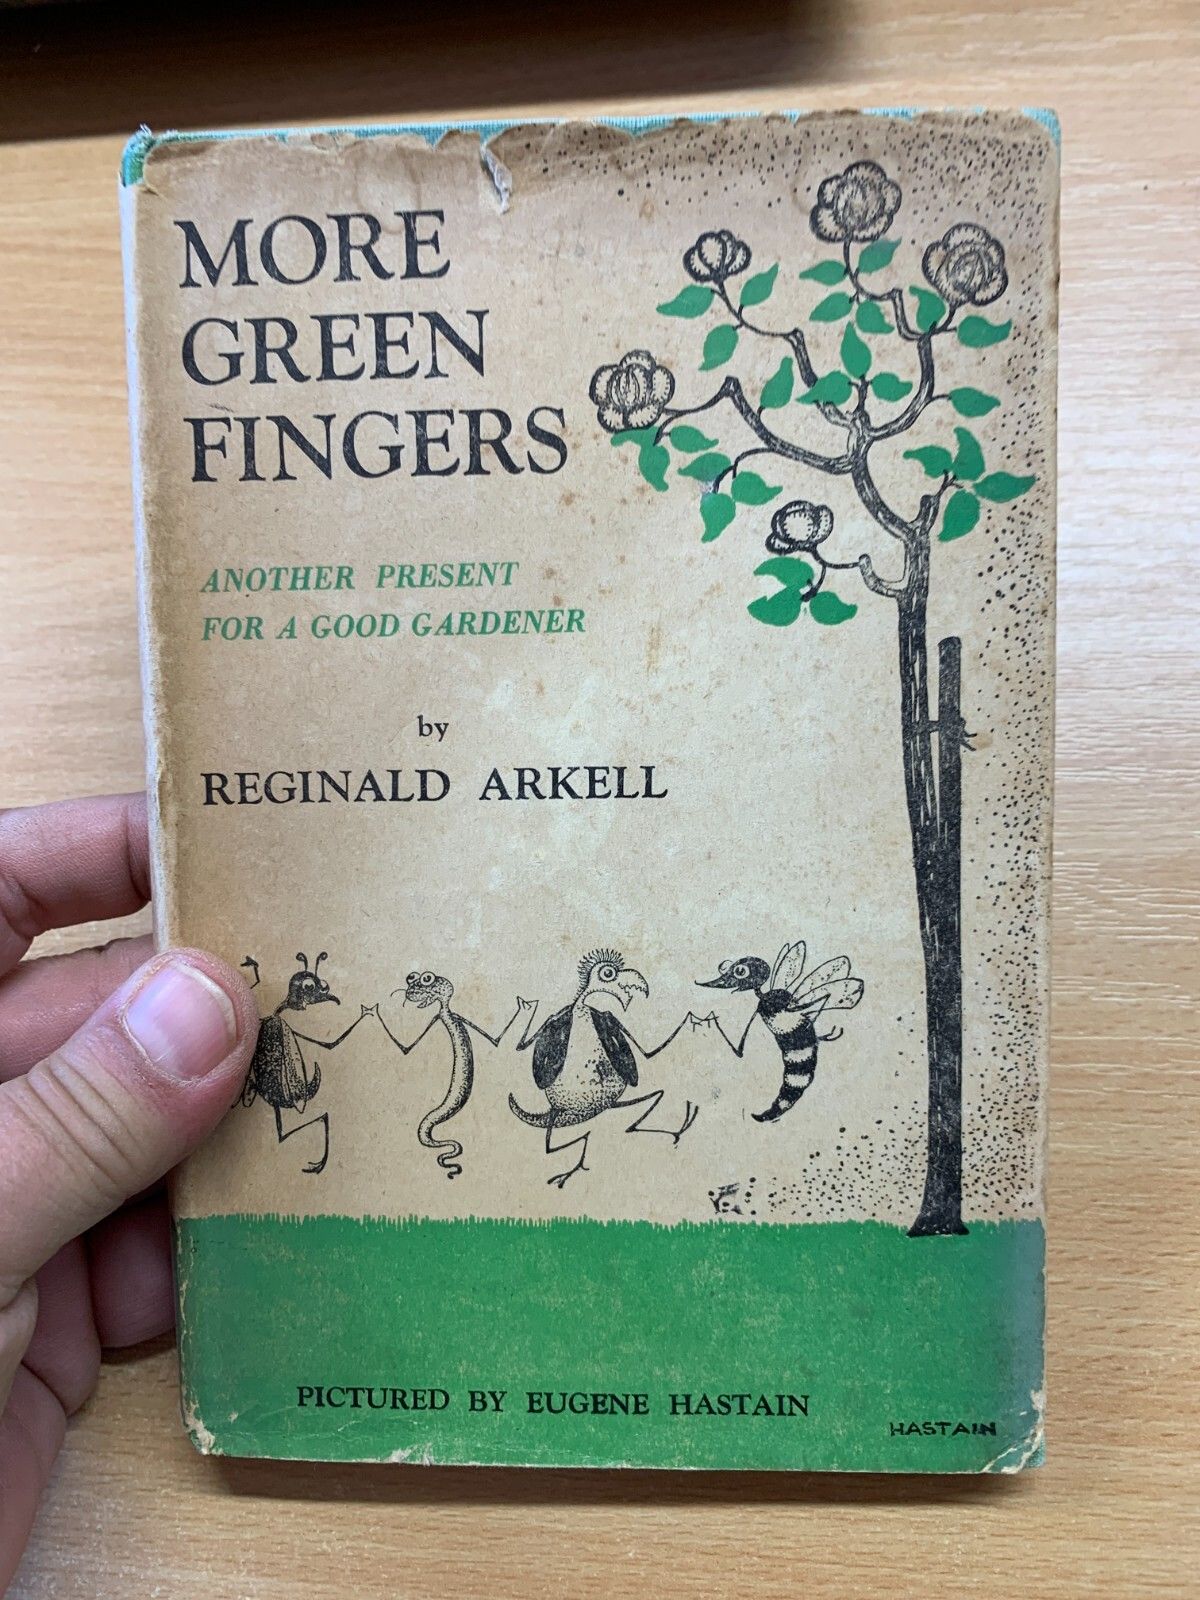 MORE
GREEN
FINGERS
ANOTHER PRESENT
FOR A GOOD GARDENER
by
REGINALD ARKELL
PICTURED BY EUGENE HASTAIN
HASTAIN